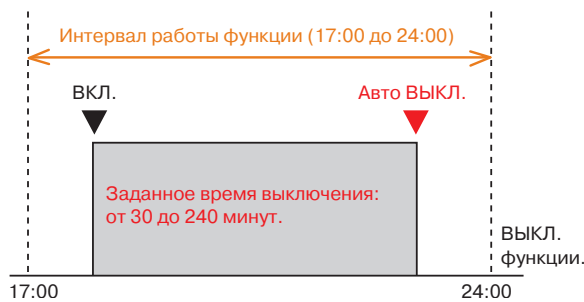 Интервал работы функции (17:00 до 24:00)
ВКЛ.
Авто ВЫКЛ.
Заданное время выключения:
от 30 до 240 минут.
ВЫКЛ.
функции.
17:00
24:00